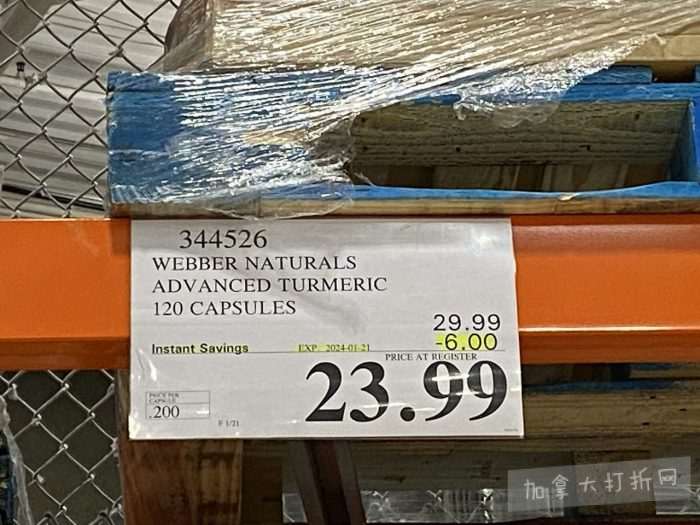 344526
WEBBER NATURALS
ADVANCED TURMERIC
120 CAPSULES
29.99
Instant Savings EXP. 2024-01-21 -6.00
PRICE AT REGISTER
23.99
PRICE PER
CAPSULE
.200
F 1/21
加拿大打折网